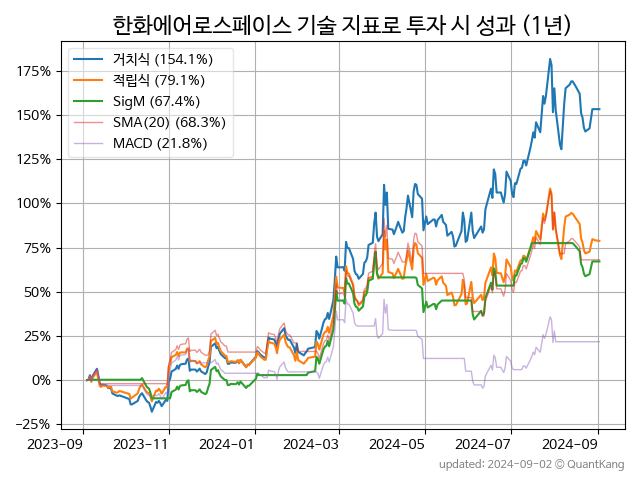 한화에어로스페이스 기술 지표로 투자 시 성과 (1년)
거치식 (154.1%)
적립식 (79.1%)
SigM (67.4%)
SMA(20) (68.3%)
MACD (21.8%)
175%
150%
125%
100%
75%
50%
25%
0%
−25%
2023-09 2023-11 2024-01 2024-03 2024-05 2024-07 2024-09
updated: 2024-09-02 © QuantKang